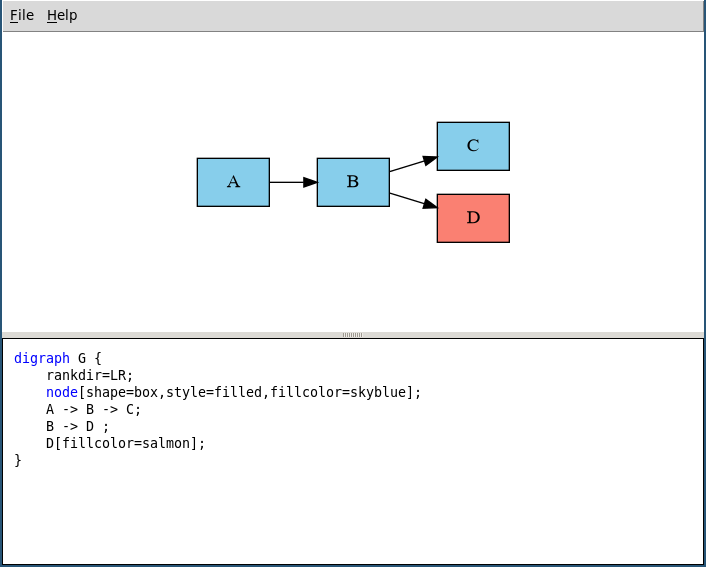 File Help
C
A B
D
digraph G {
    rankdir=LR;
    node[shape=box,style=filled,fillcolor=skyblue];
    A -> B -> C;
    B -> D ;
    D[fillcolor=salmon];
}